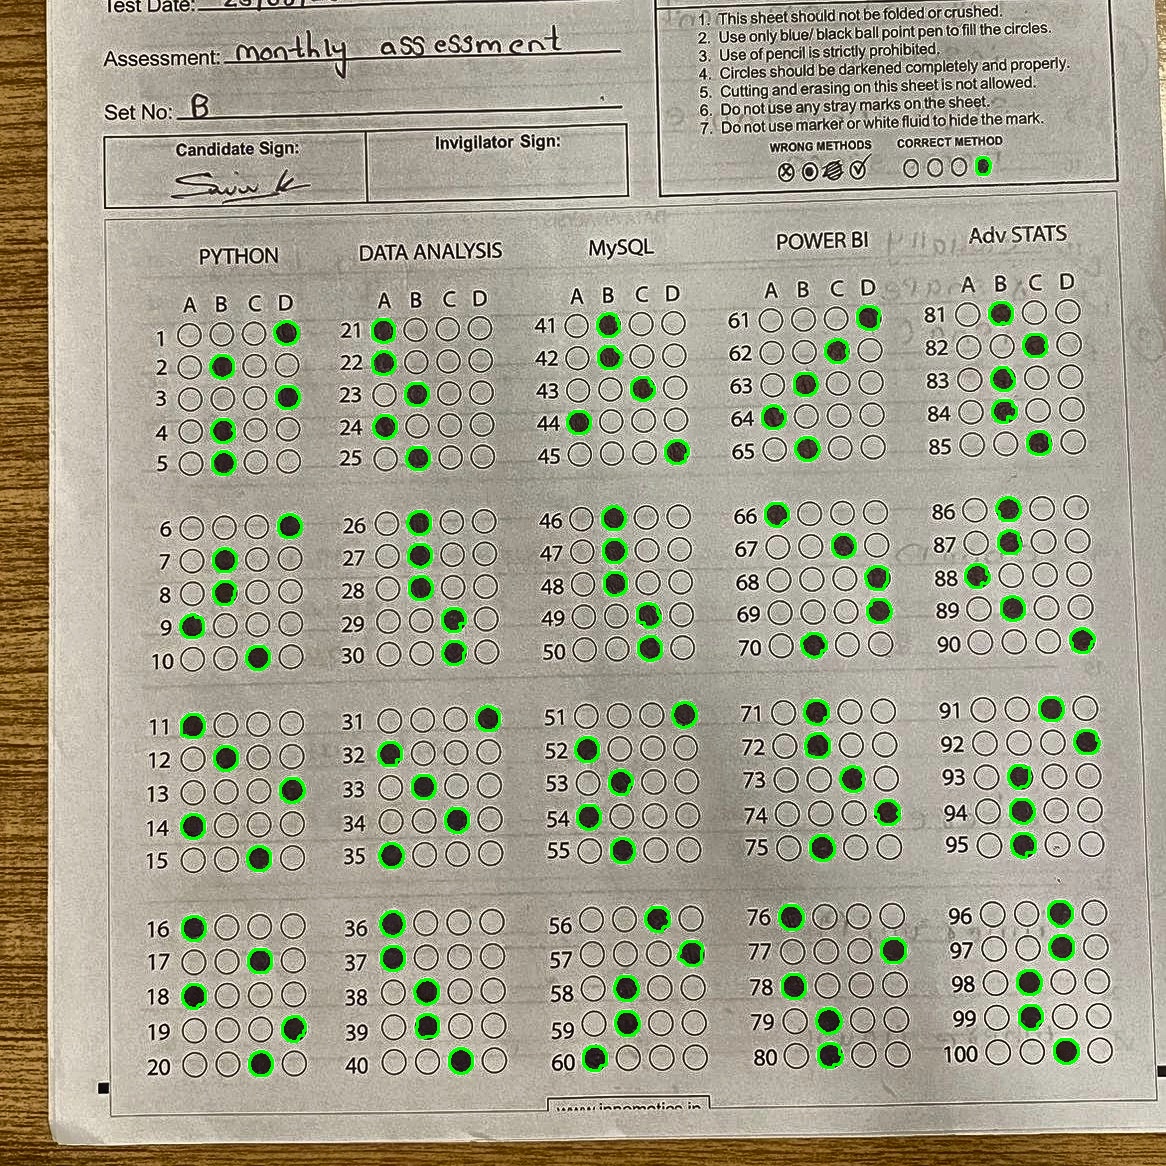 Test Date:
Assessment: monthly assessment
Set No: B
Candidate Sign:
Invigilator Sign:
1. This sheet should not be folded or crushed.
2. Use only blue/ black ball point pen to fill the circles.
3. Use of pencil is strictly prohibited.
4. Circles should be darkened completely and properly.
5. Cutting and erasing on this sheet is not allowed.
6. Do not use any stray marks on the sheet.
7. Do not use marker or white fluid to hide the mark.
WRONG METHODS CORRECT METHOD
PYTHON DATA ANALYSIS MySQL POWER BI Adv STATS
A B C D A B C D A B C D A B C D A B C D
1 21 41 61 81
2 22 42 62 82
3 23 43 63 83
4 24 44 64 84
5 25 45 65 85
6 26 46 66 86
7 27 47 67 87
8 28 48 68 88
9 29 49 69 89
10 30 50 70 90
11 31 51 71 91
12 32 52 72 92
13 33 53 73 93
14 34 54 74 94
15 35 55 75 95
16 36 56 76 96
17 37 57 77 97
18 38 58 78 98
19 39 59 79 99
20 40 60 80 100